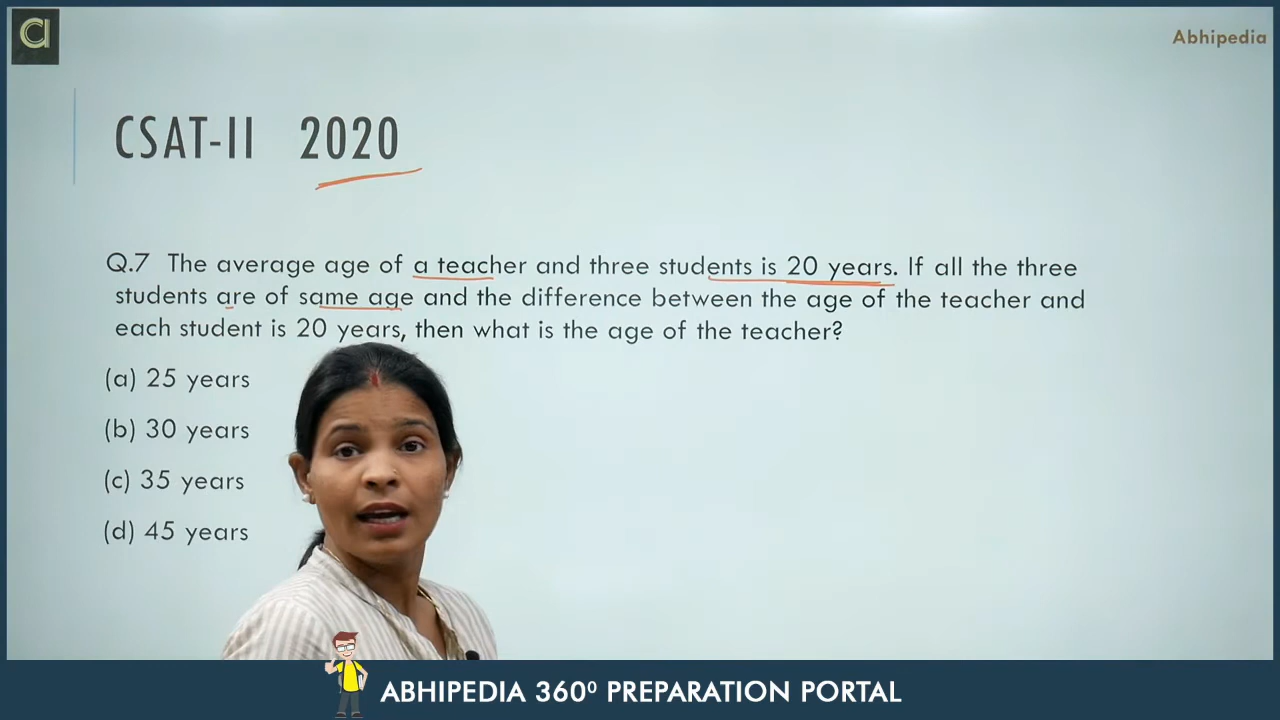 Abhipedia
CSAT-II 2020
Q.7 The average age of a teacher and three students is 20 years. If all the three
students are of same age and the difference between the age of the teacher and
each student is 20 years, then what is the age of the teacher?
(a) 25 years
(b) 30 years
(c) 35 years
(d) 45 years
ABHIPEDIA 360⁰ PREPARATION PORTAL